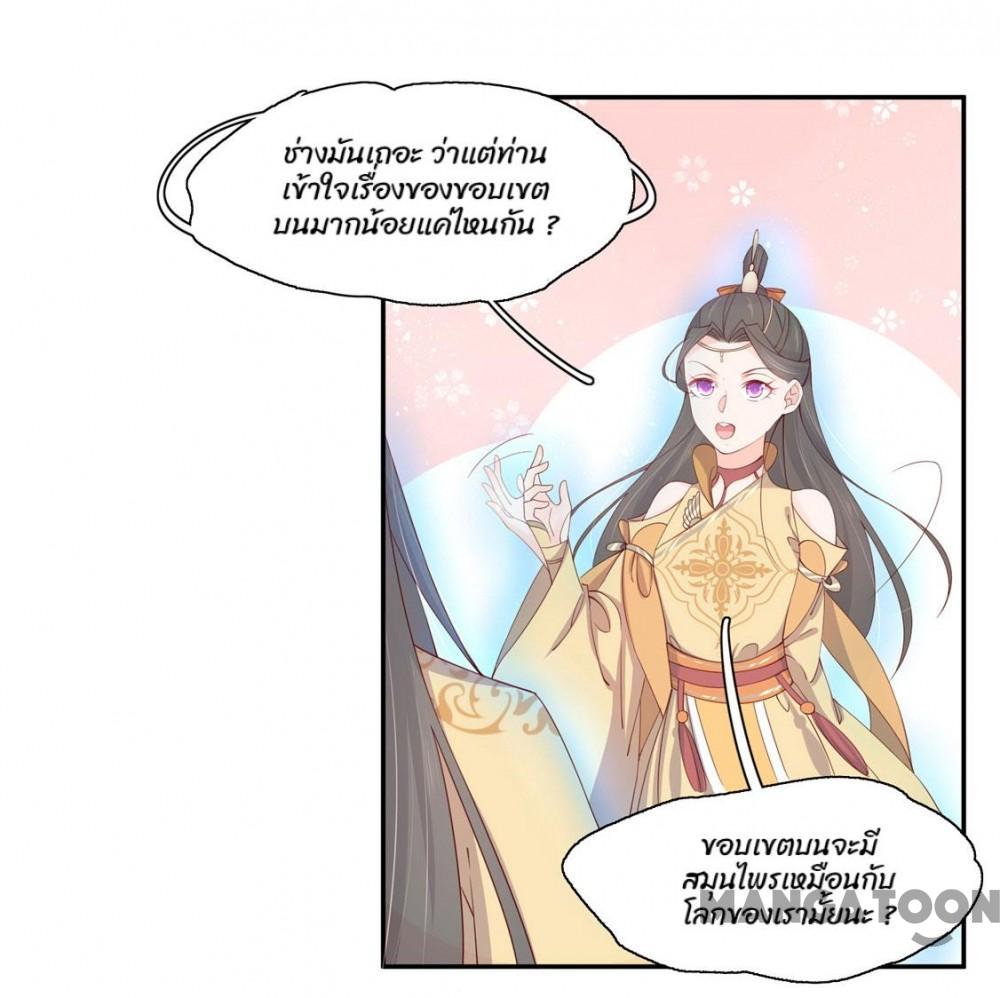 ช่างมันเถอะ ว่าแต่ท่าน
เข้าใจเรื่องของขอบเขต
บนมากน้อยแค่ไหนกัน ?
ขอบเขตบนจะมี
สมุนไพรเหมือนกับ
โลกของเรามั้ยนะ ?
MANGATOON